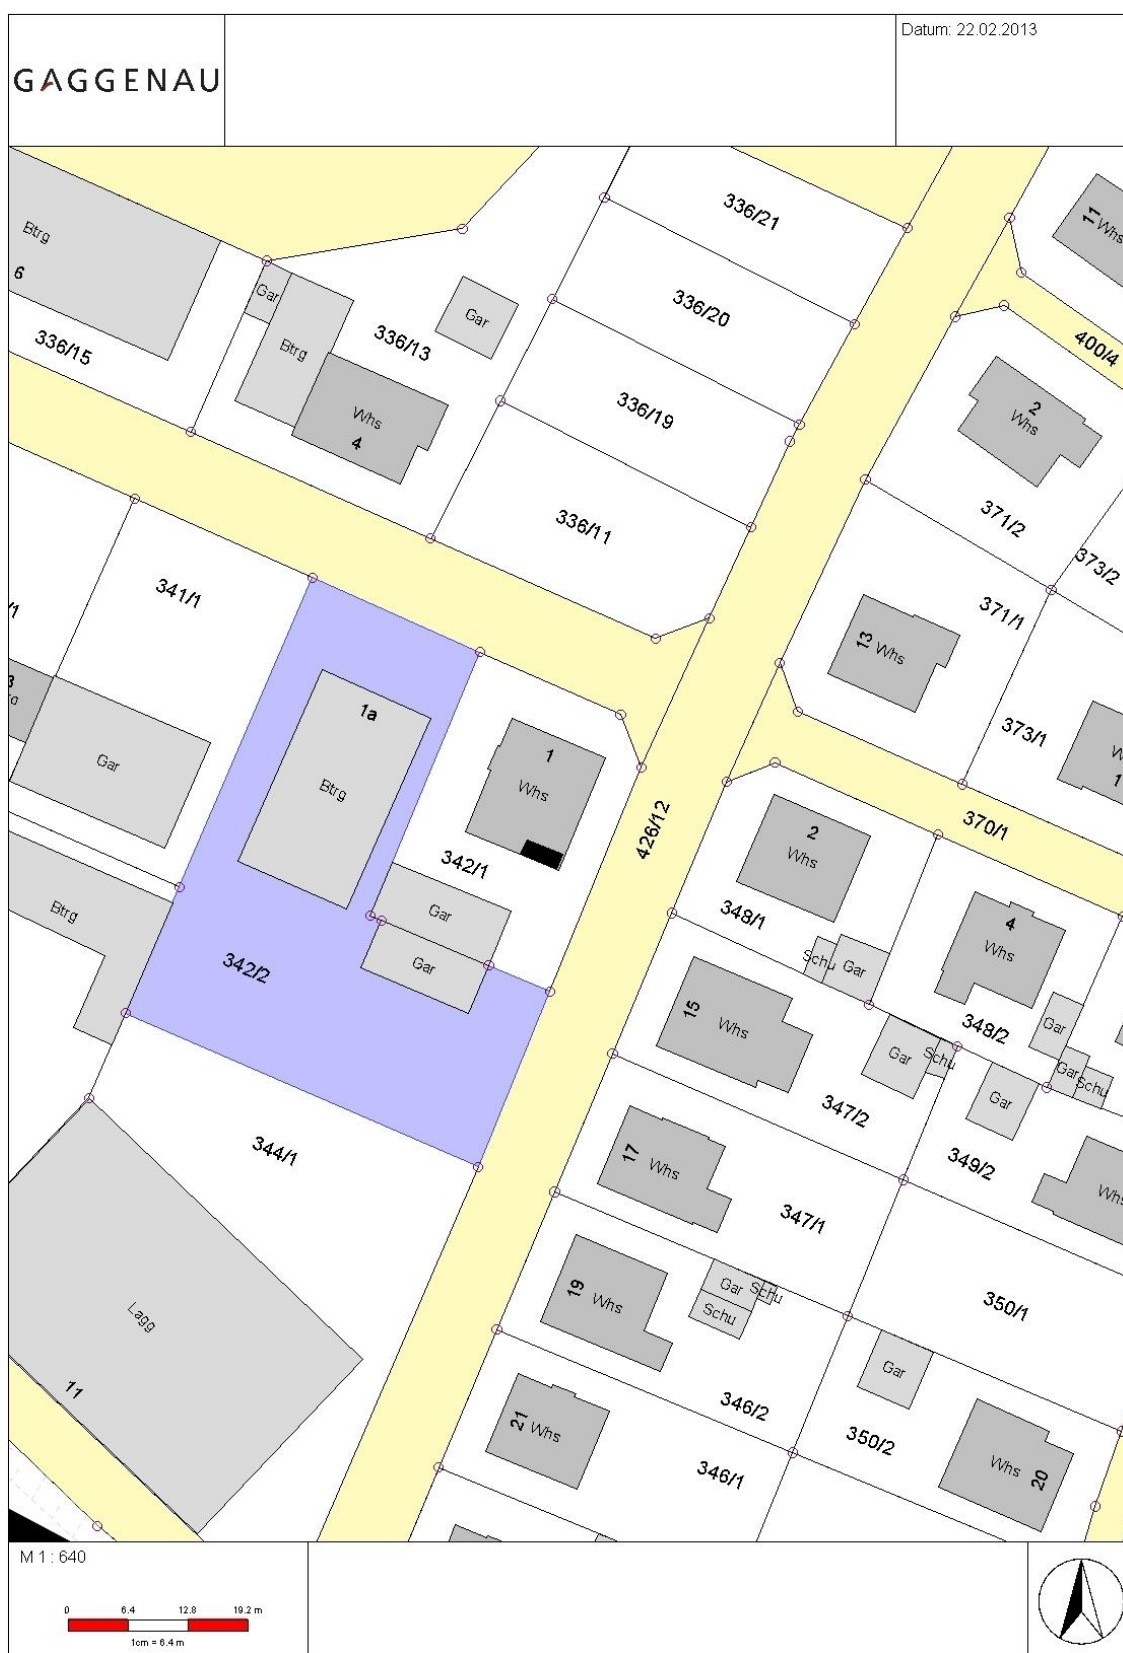 Datum: 22.02.2013
GAGGENAU
Btrg
6
336/15
Gar
Btrg
336/13
Gar
Whs
4
336/21
336/20
336/19
336/11
11
Whs
400/4
2
Whs
371/2
373/2
371/1
13
Whs
373/1
1
370/1
341/1
/1
3
Gar
1a
Btrg
1
Whs
342/1
Gar
Gar
426/12
2
Whs
348/1
Schu
Gar
4
Whs
348/2
Gar
Gar
Schu
Btrg
342/2
15
Whs
Gar
Schu
347/2
Gar
349/2
Whs
344/1
17
Whs
347/1
350/1
19
Whs
Gar
Schu
Schu
Lagg
11
Gar
346/2
350/2
21
Whs
346/1
Whs
20
M 1 : 640
0 6.4 12.8 19.2 m
1cm = 6.4 m